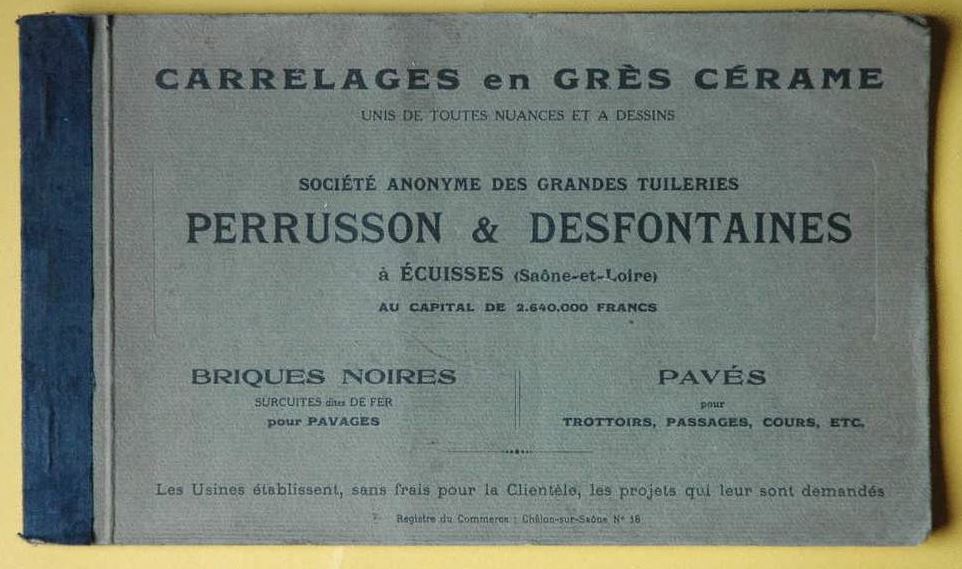 CARRELAGES en GRÈS CÉRAME
UNIS DE TOUTES NUANCES ET A DESSINS
SOCIÉTÉ ANONYME DES GRANDES TUILERIES
PERRUSSON & DESFONTAINES
à ÉCUISSES (Saône-et-Loire)
AU CAPITAL DE 2.640.000 FRANCS
BRIQUES NOIRES
SURCUITES dites DE FER
pour PAVAGES
PAVÉS
pour
TROTTOIRS, PASSAGES, COURS, ETC.
Les Usines établissent, sans frais pour la Clientèle, les projets qui leur sont demandés
Registre du Commerce : Châlon-sur-Saône N° 16